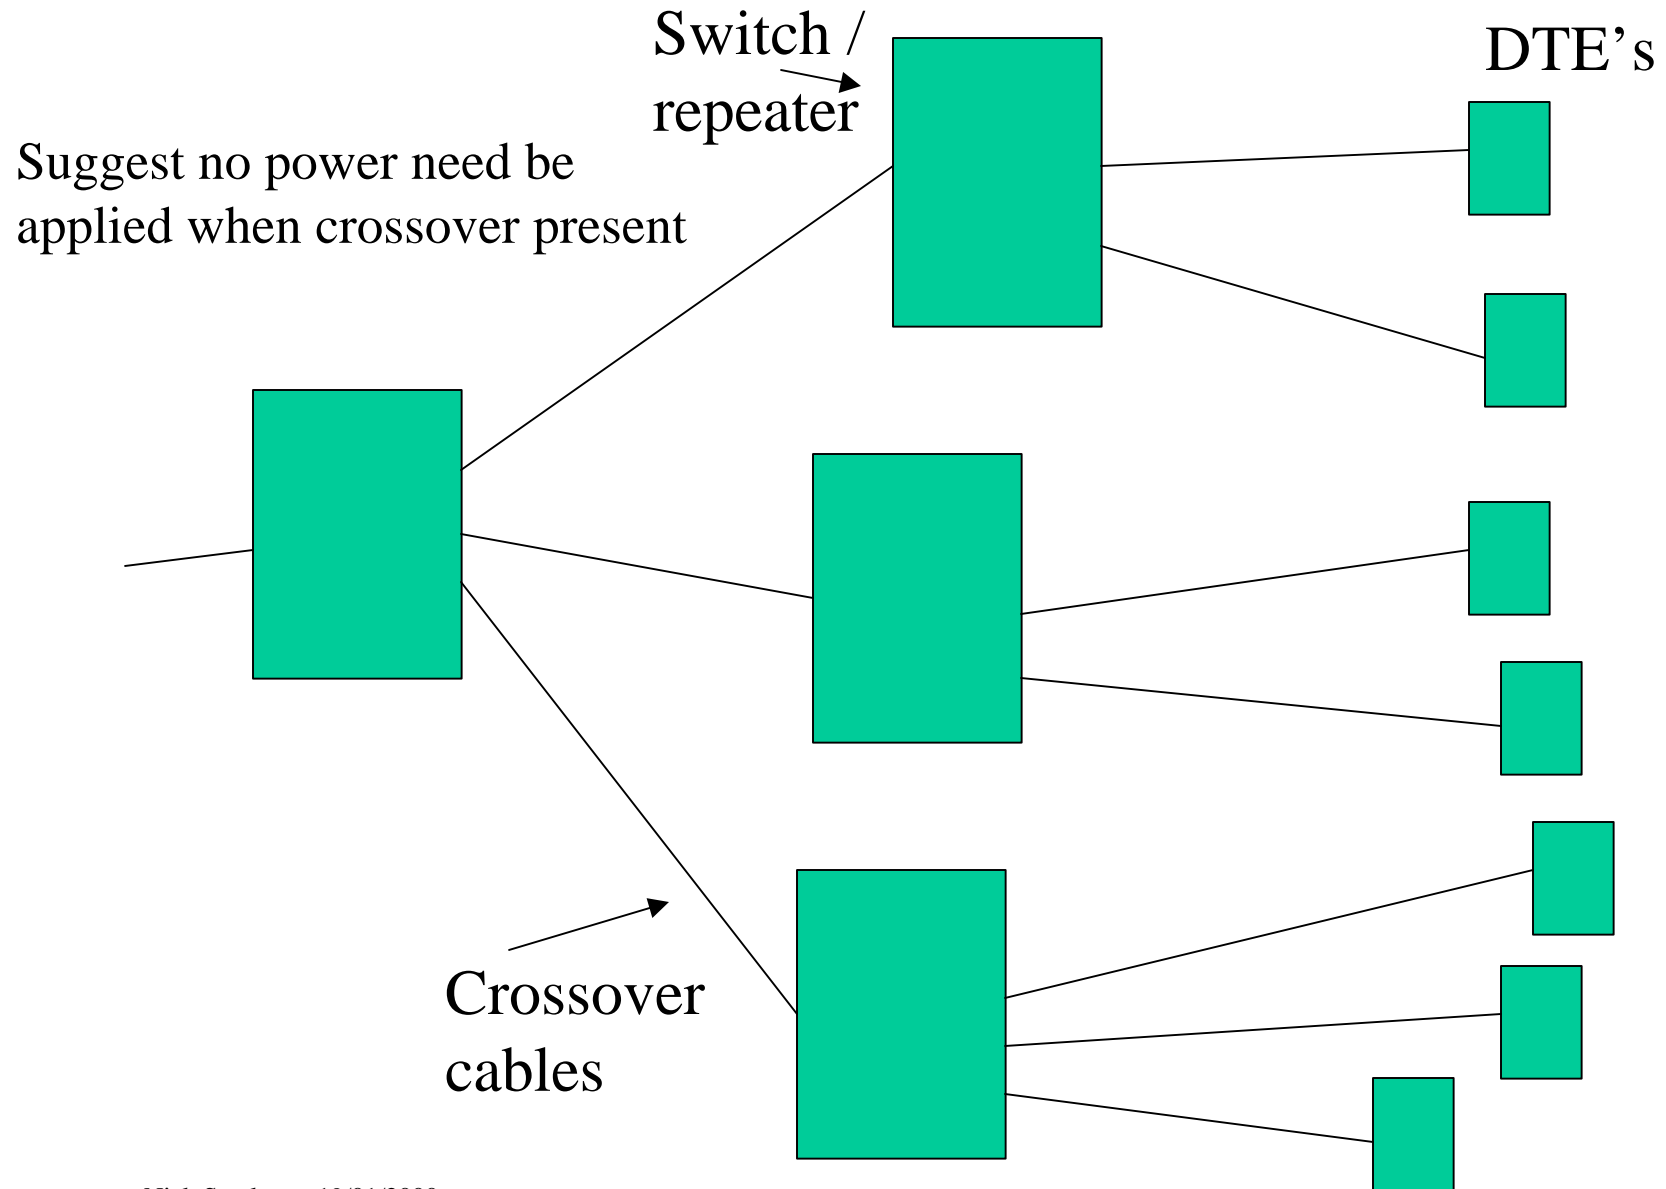 Switch /
repeater
DTE’s
Suggest no power need be
applied when crossover present
Crossover
cables